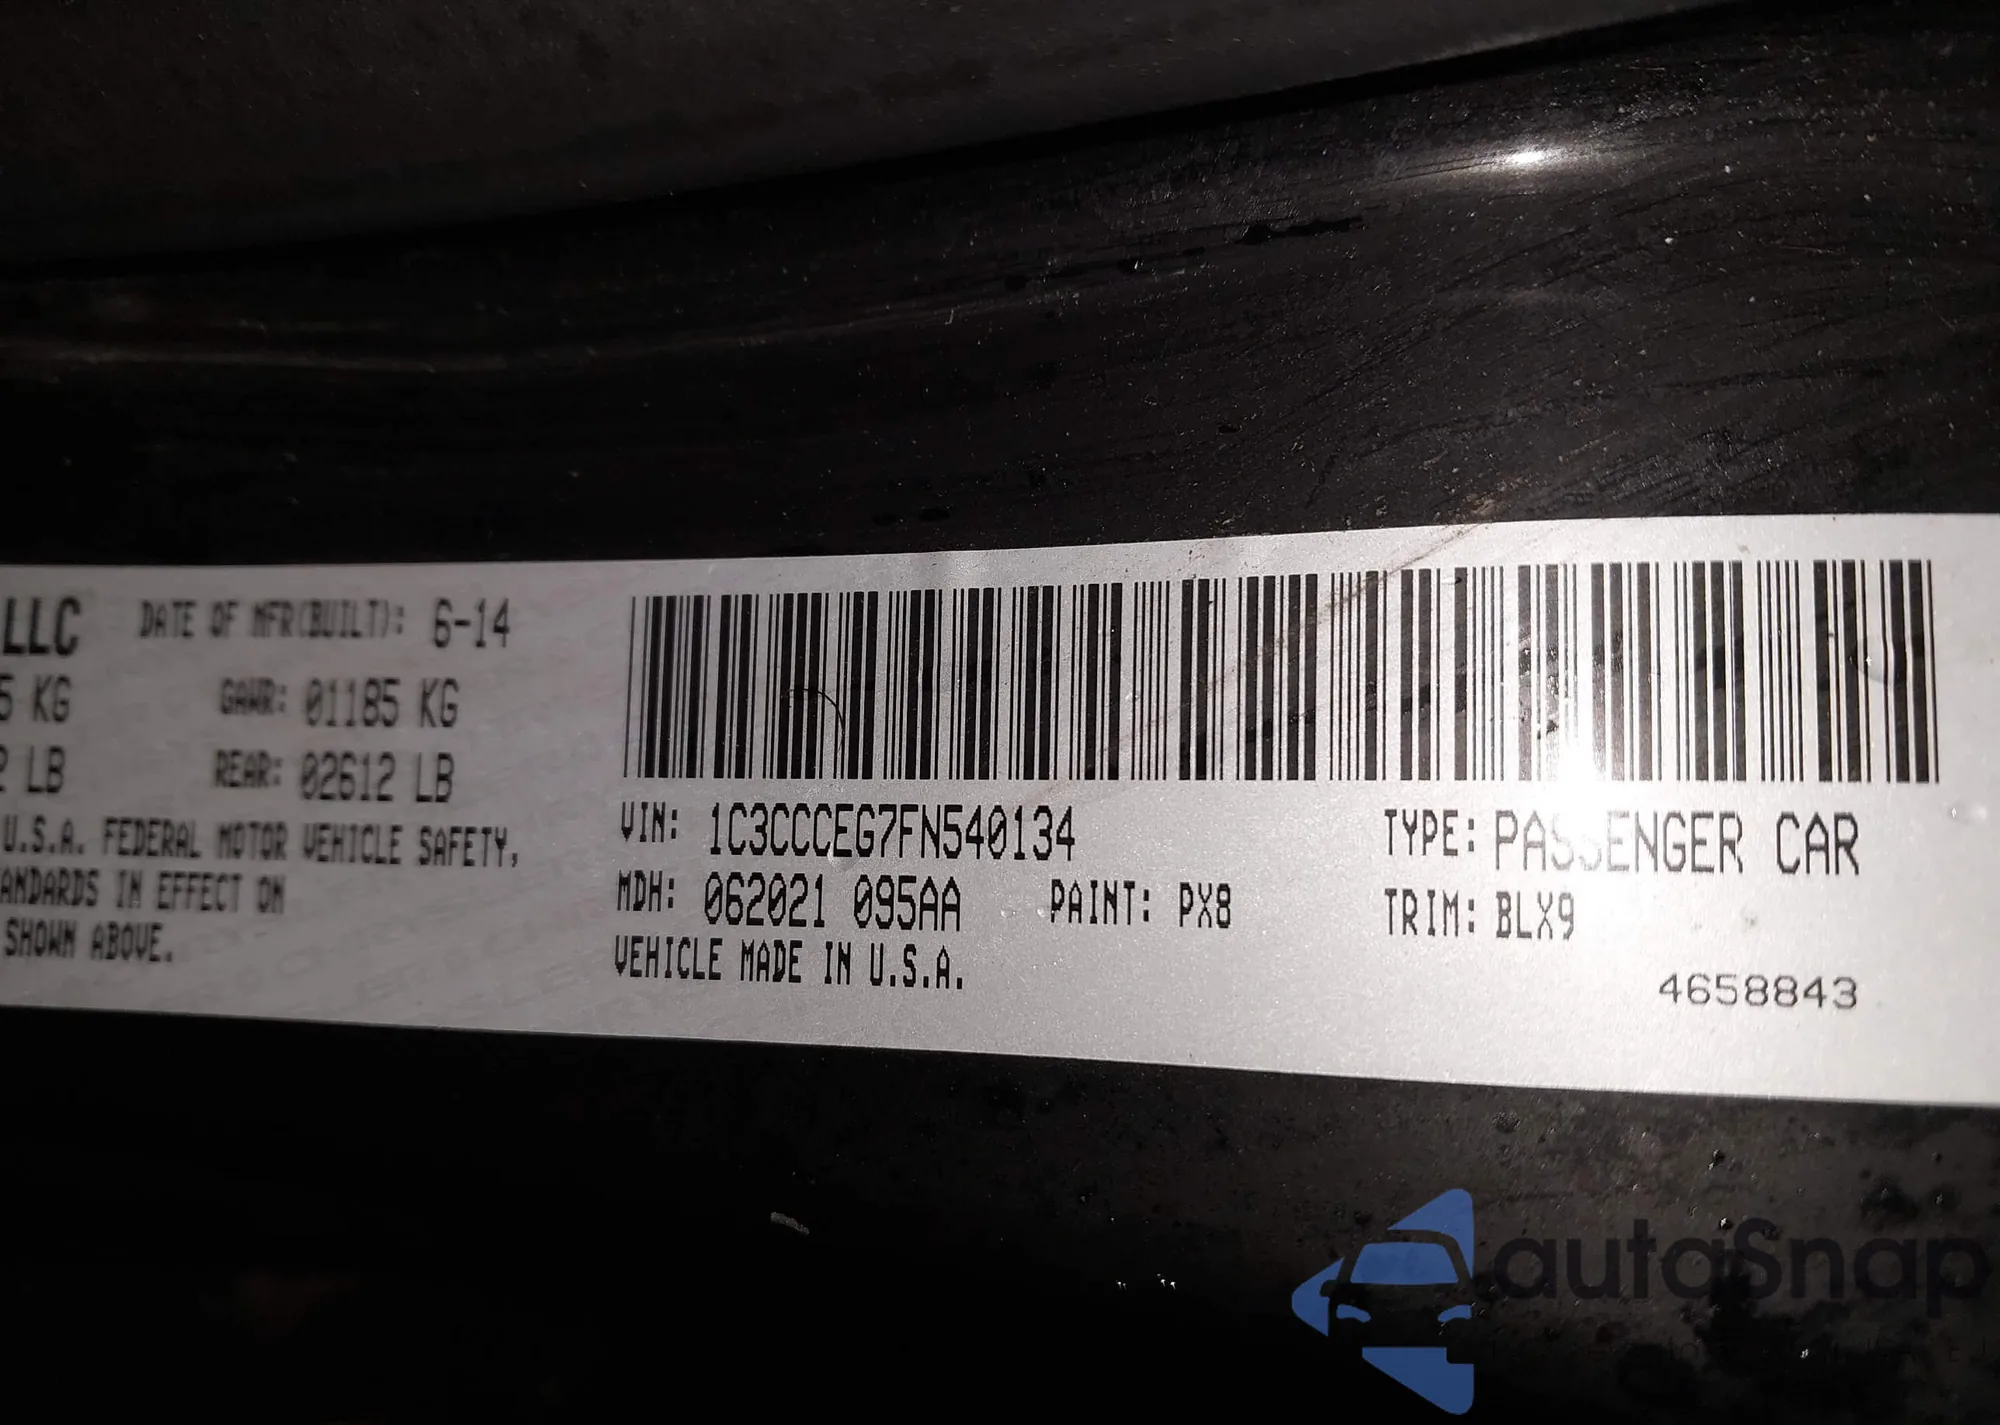 LLC DATE OF MFR(BUILT): 6-14
5 KG GAWR: 01185 KG
2 LB REAR: 02612 LB
U.S.A. FEDERAL MOTOR VEHICLE SAFETY,
ANDARDS IN EFFECT ON
SHOWN ABOVE.
VIN: 1C3CCCEG7FN540134 TYPE: PASSENGER CAR
MDH: 062021 095AA PAINT: PX8 TRIM: BLX9
VEHICLE MADE IN U.S.A.
4658843
autaSnap